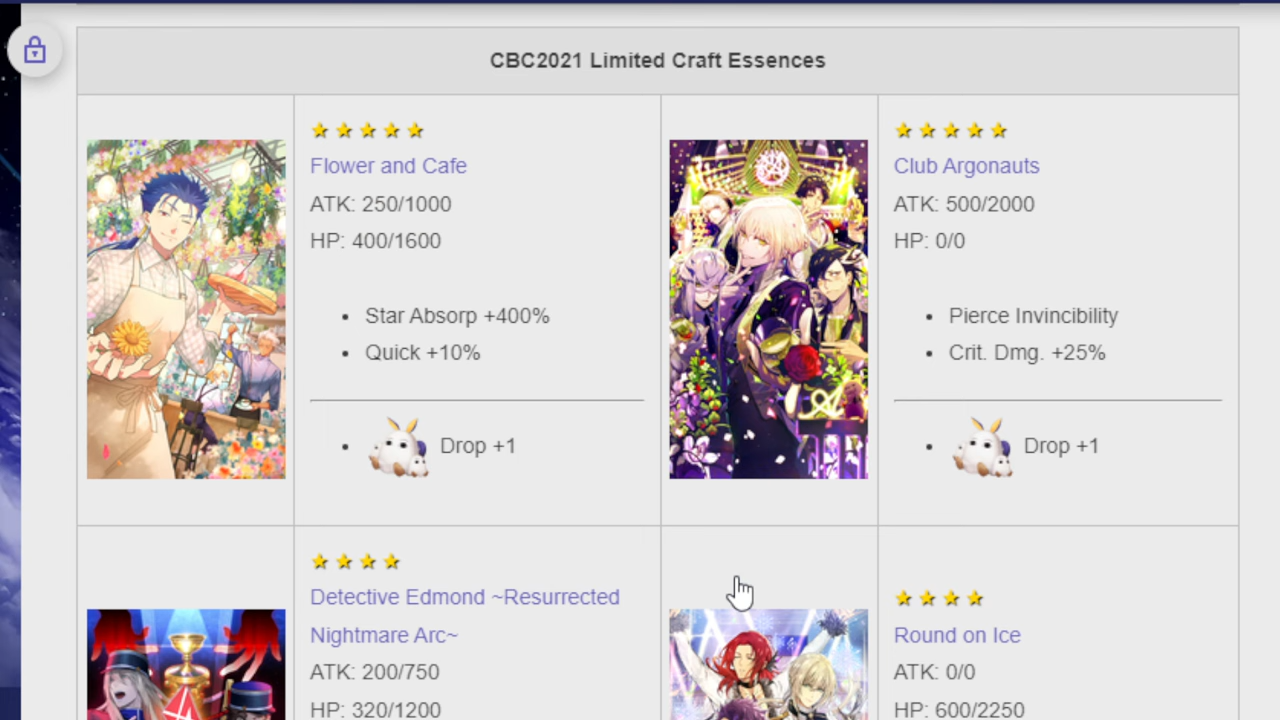 CBC2021 Limited Craft Essences
Flower and Cafe
ATK: 250/1000
HP: 400/1600
• Star Absorp +400%
• Quick +10%
• Drop +1
Club Argonauts
ATK: 500/2000
HP: 0/0
• Pierce Invincibility
• Crit. Dmg. +25%
• Drop +1
Detective Edmond ~Resurrected
Nightmare Arc~
ATK: 200/750
HP: 320/1200
Round on Ice
ATK: 0/0
HP: 600/2250